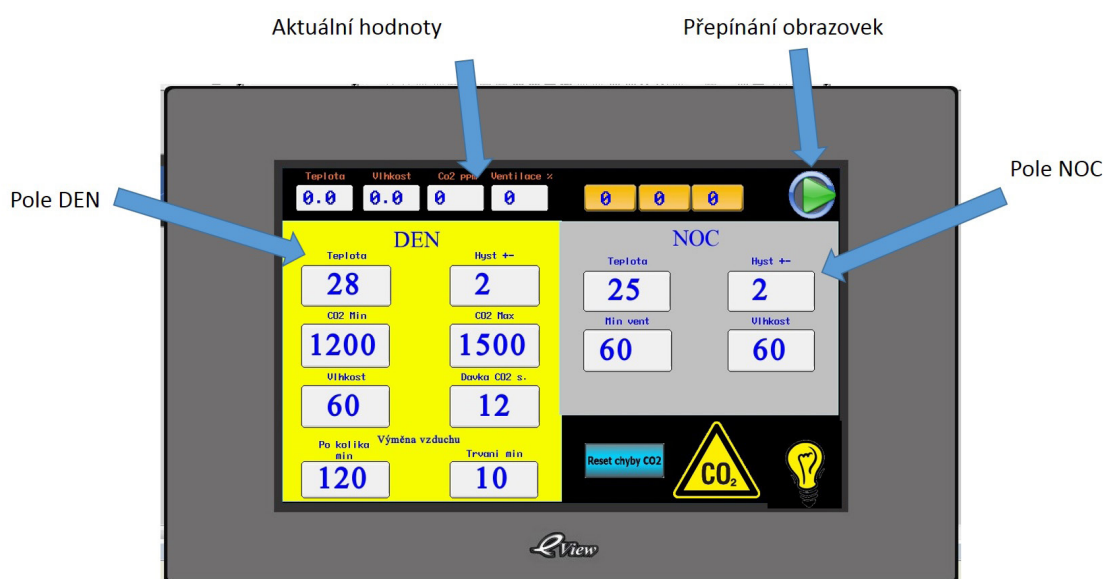 Aktuální hodnoty
Přepínání obrazovek
Pole DEN
Pole NOC
Teplota Vlhkost Co2 ppm Ventilace %
0.0 0.0 0 0 0 0 0
DEN
Teplota Hyst +-
28 2
CO2 Min CO2 Max
1200 1500
Vlhkost Davka CO2 s.
60 12
Výměna vzduchu
Po kolika min Trvani min
120 10
NOC
Teplota Hyst +-
25 2
Min vent Vlhkost
60 60
Reset chyby CO2
CO₂
eView